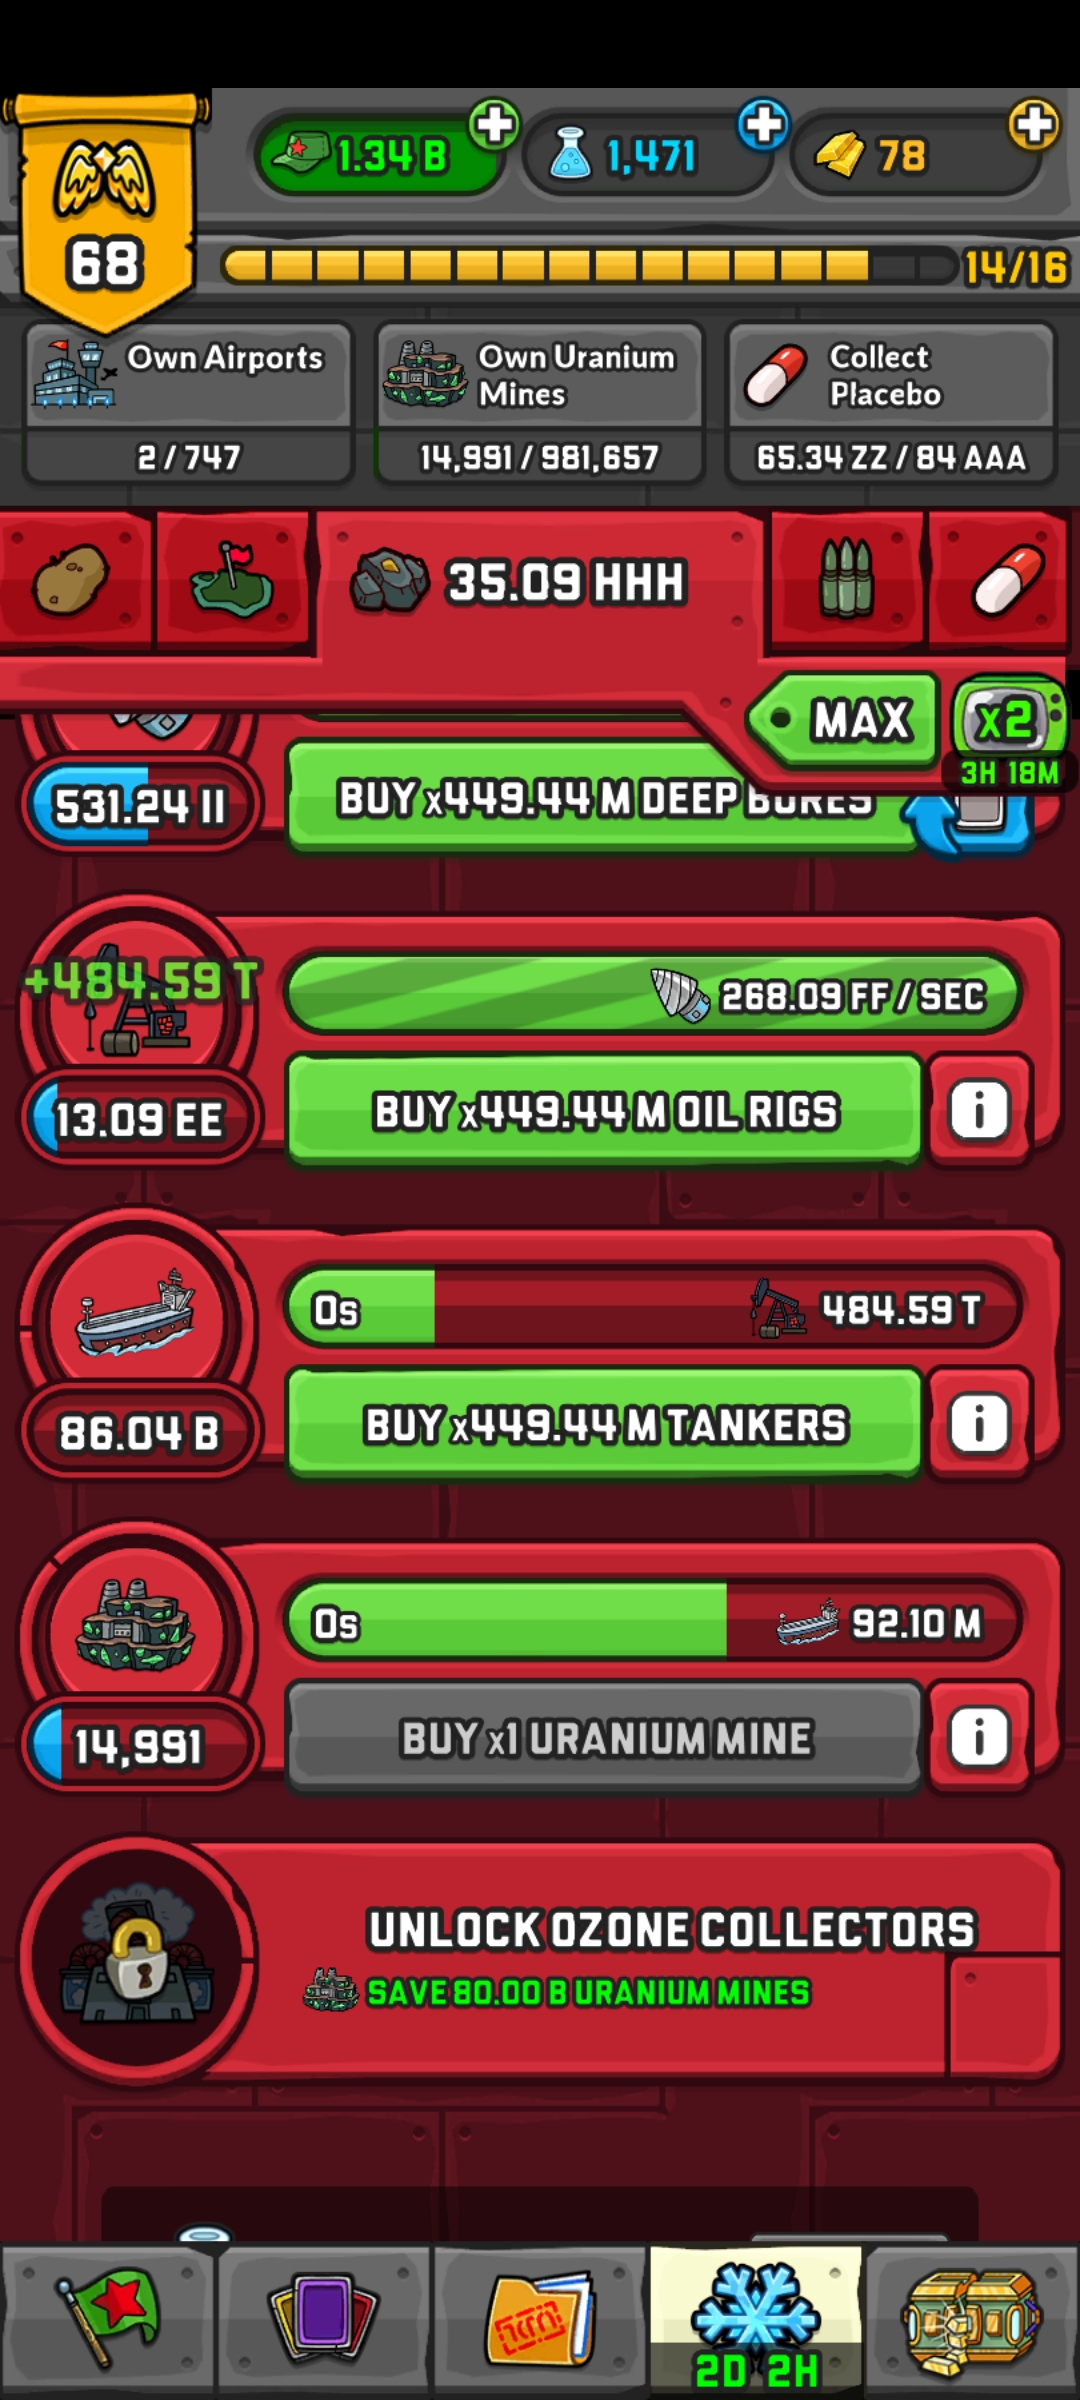 1.34 B
1,471
78
68
14/16
Own Airports
2 / 747
Own Uranium
Mines
14,991 / 981,657
Collect
Placebo
65.34 ZZ / 84 AAA
35.09 HHH
MAX
x2
3H 18M
531.24 II
BUY x449.44 M DEEP BORES
+484.59 T
268.09 FF / SEC
13.09 EE
BUY x449.44 M OIL RIGS
0s
484.59 T
86.04 B
BUY x449.44 M TANKERS
0s
92.10 M
14,991
BUY x1 URANIUM MINE
UNLOCK OZONE COLLECTORS
SAVE 80.00 B URANIUM MINES
2D 2H